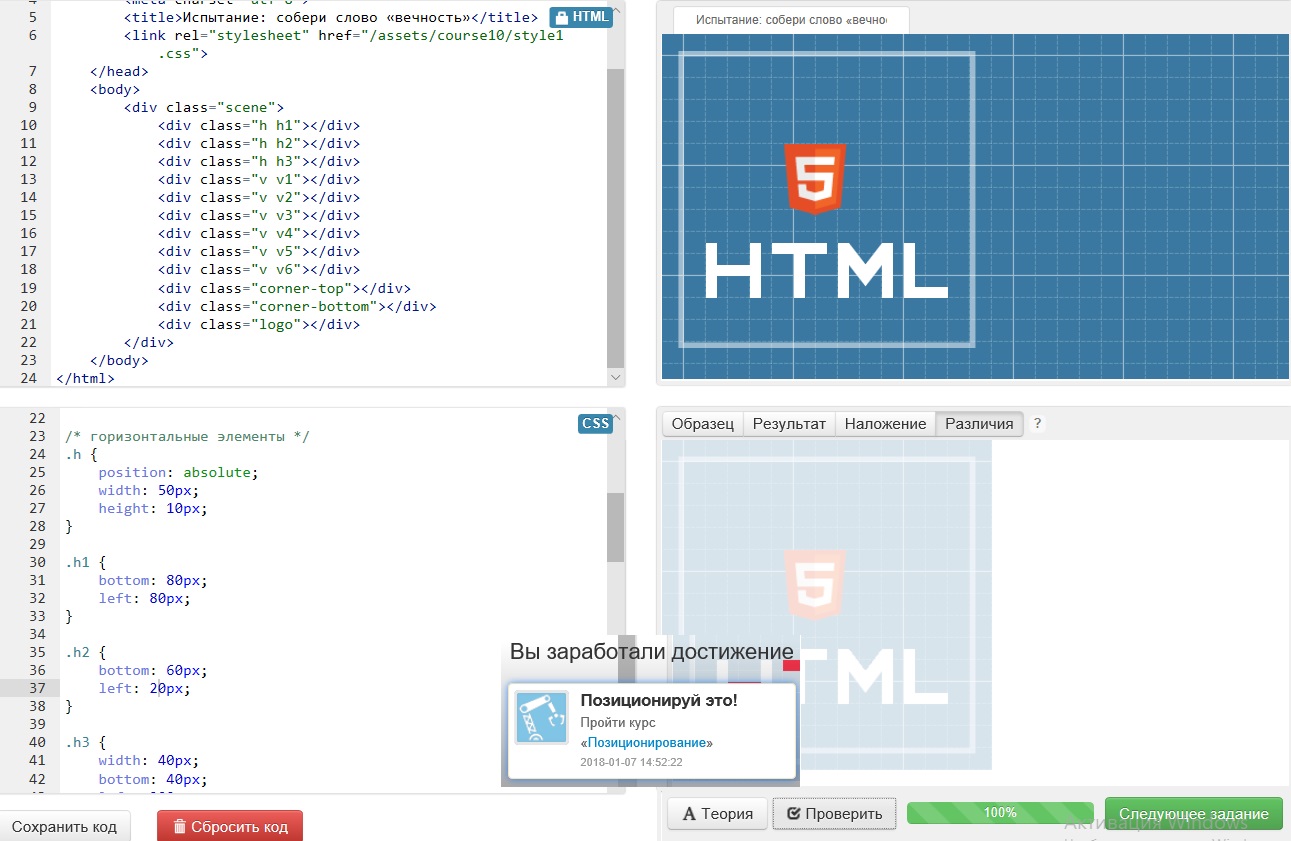 4 <meta charset="utf-8">
5 <title>Испытание: собери слово «вечность»</title>
HTML
6 <link rel="stylesheet" href="/assets/course10/style1
.css">
7 </head>
8 <body>
9 <div class="scene">
10 <div class="h h1"></div>
11 <div class="h h2"></div>
12 <div class="h h3"></div>
13 <div class="v v1"></div>
14 <div class="v v2"></div>
15 <div class="v v3"></div>
16 <div class="v v4"></div>
17 <div class="v v5"></div>
18 <div class="v v6"></div>
19 <div class="corner-top"></div>
20 <div class="corner-bottom"></div>
21 <div class="logo"></div>
22 </div>
23 </body>
24 </html>
Испытание: собери слово «вечно
5
HTML
CSS
22
23 /* горизонтальные элементы */
24 .h {
25 position: absolute;
26 width: 50px;
27 height: 10px;
28 }
29
30 .h1 {
31 bottom: 80px;
32 left: 80px;
33 }
34
35 .h2 {
36 bottom: 60px;
37 left: 20px;
38 }
39
40 .h3 {
41 width: 40px;
42 bottom: 40px;
Образец Результат Наложение Различия ?
5
TML
Вы заработали достижение
Позиционируй это!
Пройти курс
«Позиционирование»
2018-01-07 14:52:22
Сохранить код Сбросить код
Теория Проверить 100% Следующее задание
Активация Windows